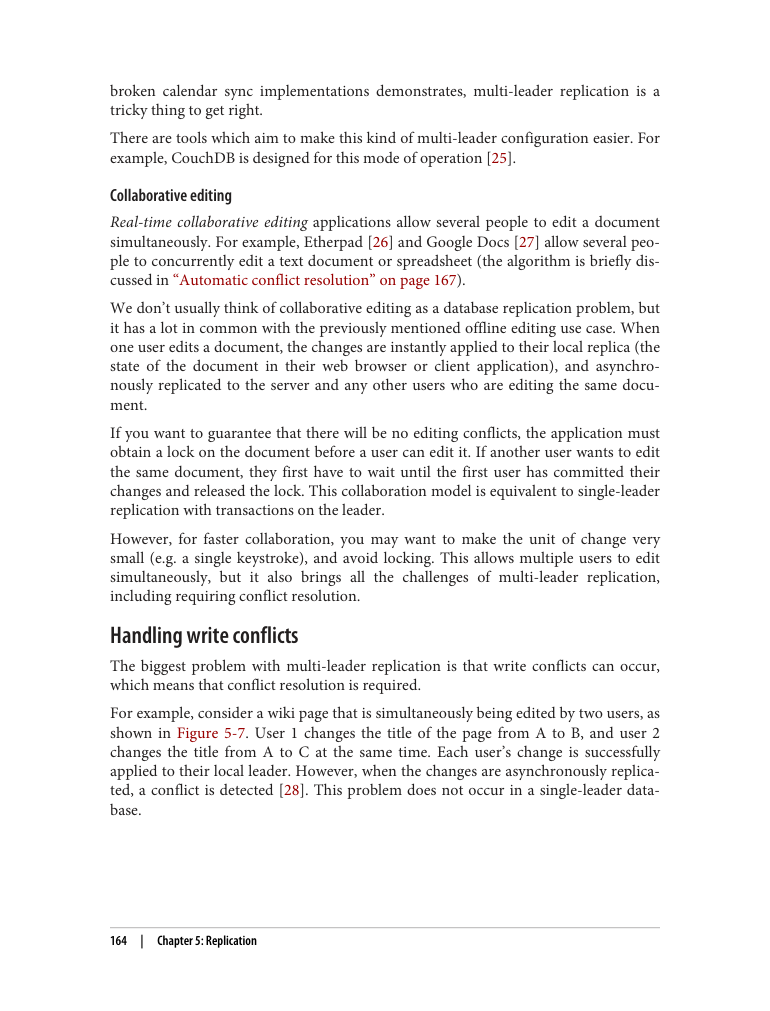 broken calendar sync implementations demonstrates, multi-leader replication is a
tricky thing to get right.
There are tools which aim to make this kind of multi-leader configuration easier. For
example, CouchDB is designed for this mode of operation [25].
Collaborative editing
Real-time collaborative editing applications allow several people to edit a document
simultaneously. For example, Etherpad [26] and Google Docs [27] allow several peo-
ple to concurrently edit a text document or spreadsheet (the algorithm is briefly dis-
cussed in “Automatic conflict resolution” on page 167).
We don’t usually think of collaborative editing as a database replication problem, but
it has a lot in common with the previously mentioned offline editing use case. When
one user edits a document, the changes are instantly applied to their local replica (the
state of the document in their web browser or client application), and asynchro-
nously replicated to the server and any other users who are editing the same docu-
ment.
If you want to guarantee that there will be no editing conflicts, the application must
obtain a lock on the document before a user can edit it. If another user wants to edit
the same document, they first have to wait until the first user has committed their
changes and released the lock. This collaboration model is equivalent to single-leader
replication with transactions on the leader.
However, for faster collaboration, you may want to make the unit of change very
small (e.g. a single keystroke), and avoid locking. This allows multiple users to edit
simultaneously, but it also brings all the challenges of multi-leader replication,
including requiring conflict resolution.
Handling write conflicts
The biggest problem with multi-leader replication is that write conflicts can occur,
which means that conflict resolution is required.
For example, consider a wiki page that is simultaneously being edited by two users, as
shown in Figure 5-7. User 1 changes the title of the page from A to B, and user 2
changes the title from A to C at the same time. Each user’s change is successfully
applied to their local leader. However, when the changes are asynchronously replica-
ted, a conflict is detected [28]. This problem does not occur in a single-leader data-
base.
164 | Chapter 5: Replication